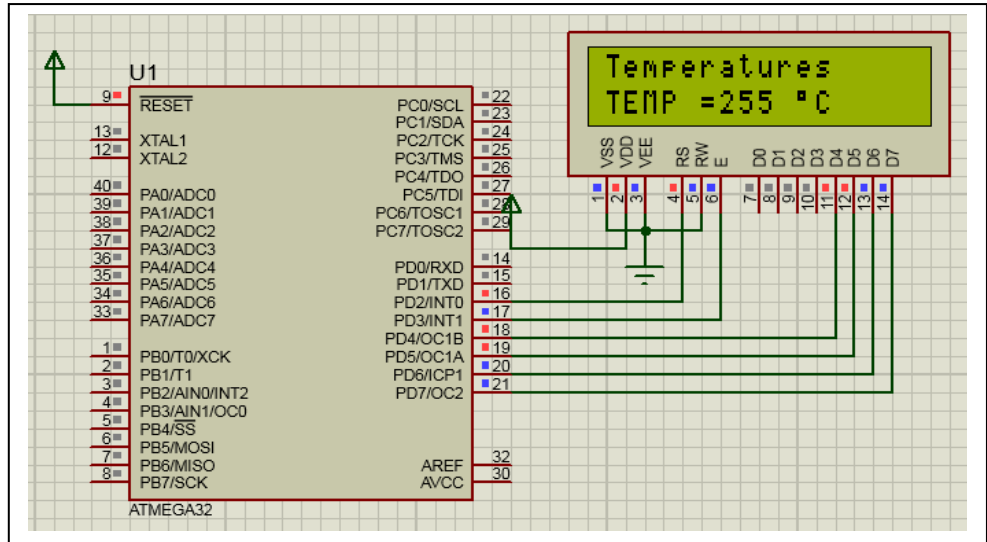 U1
9
RESET
13
XTAL1
12
XTAL2
40
PA0/ADC0
39
PA1/ADC1
38
PA2/ADC2
37
PA3/ADC3
36
PA4/ADC4
35
PA5/ADC5
34
PA6/ADC6
33
PA7/ADC7
1
PB0/T0/XCK
2
PB1/T1
3
PB2/AIN0/INT2
4
PB3/AIN1/OC0
5
PB4/SS
6
PB5/MOSI
7
PB6/MISO
8
PB7/SCK
PC0/SCL
22
PC1/SDA
23
PC2/TCK
24
PC3/TMS
25
PC4/TDO
26
PC5/TDI
27
PC6/TOSC1
28
PC7/TOSC2
29
PD0/RXD
14
PD1/TXD
15
PD2/INT0
16
PD3/INT1
17
PD4/OC1B
18
PD5/OC1A
19
PD6/ICP1
20
PD7/OC2
21
AREF
32
AVCC
30
ATMEGA32
Temperatures
TEMP =255 °C
VSS
VDD
VEE
RS
RW
E
D0
D1
D2
D3
D4
D5
D6
D7
1
2
3
4
5
6
7
8
9
10
11
12
13
14